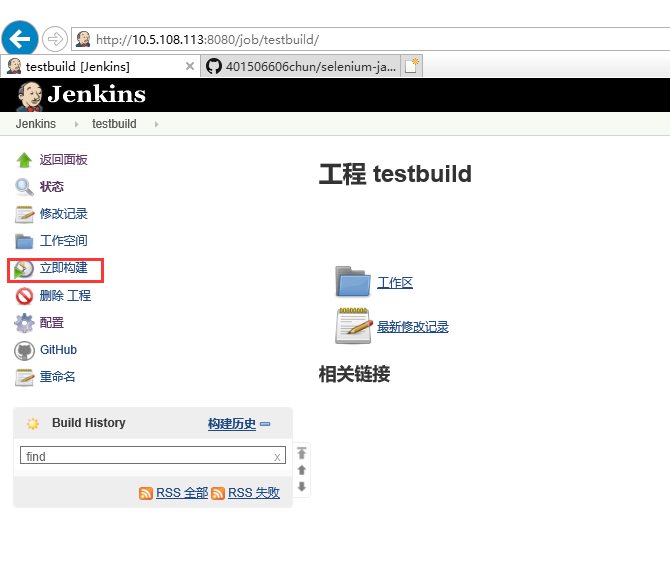 http://10.5.108.113:8080/job/testbuild/
testbuild [Jenkins] × 401506606chun/selenium-ja...
Jenkins
Jenkins testbuild
返回面板
状态
修改记录
工作空间
立即构建
删除 工程
配置
GitHub
重命名
工程 testbuild
工作区
最新修改记录
相关链接
Build History 构建历史
find x
RSS 全部 RSS 失败